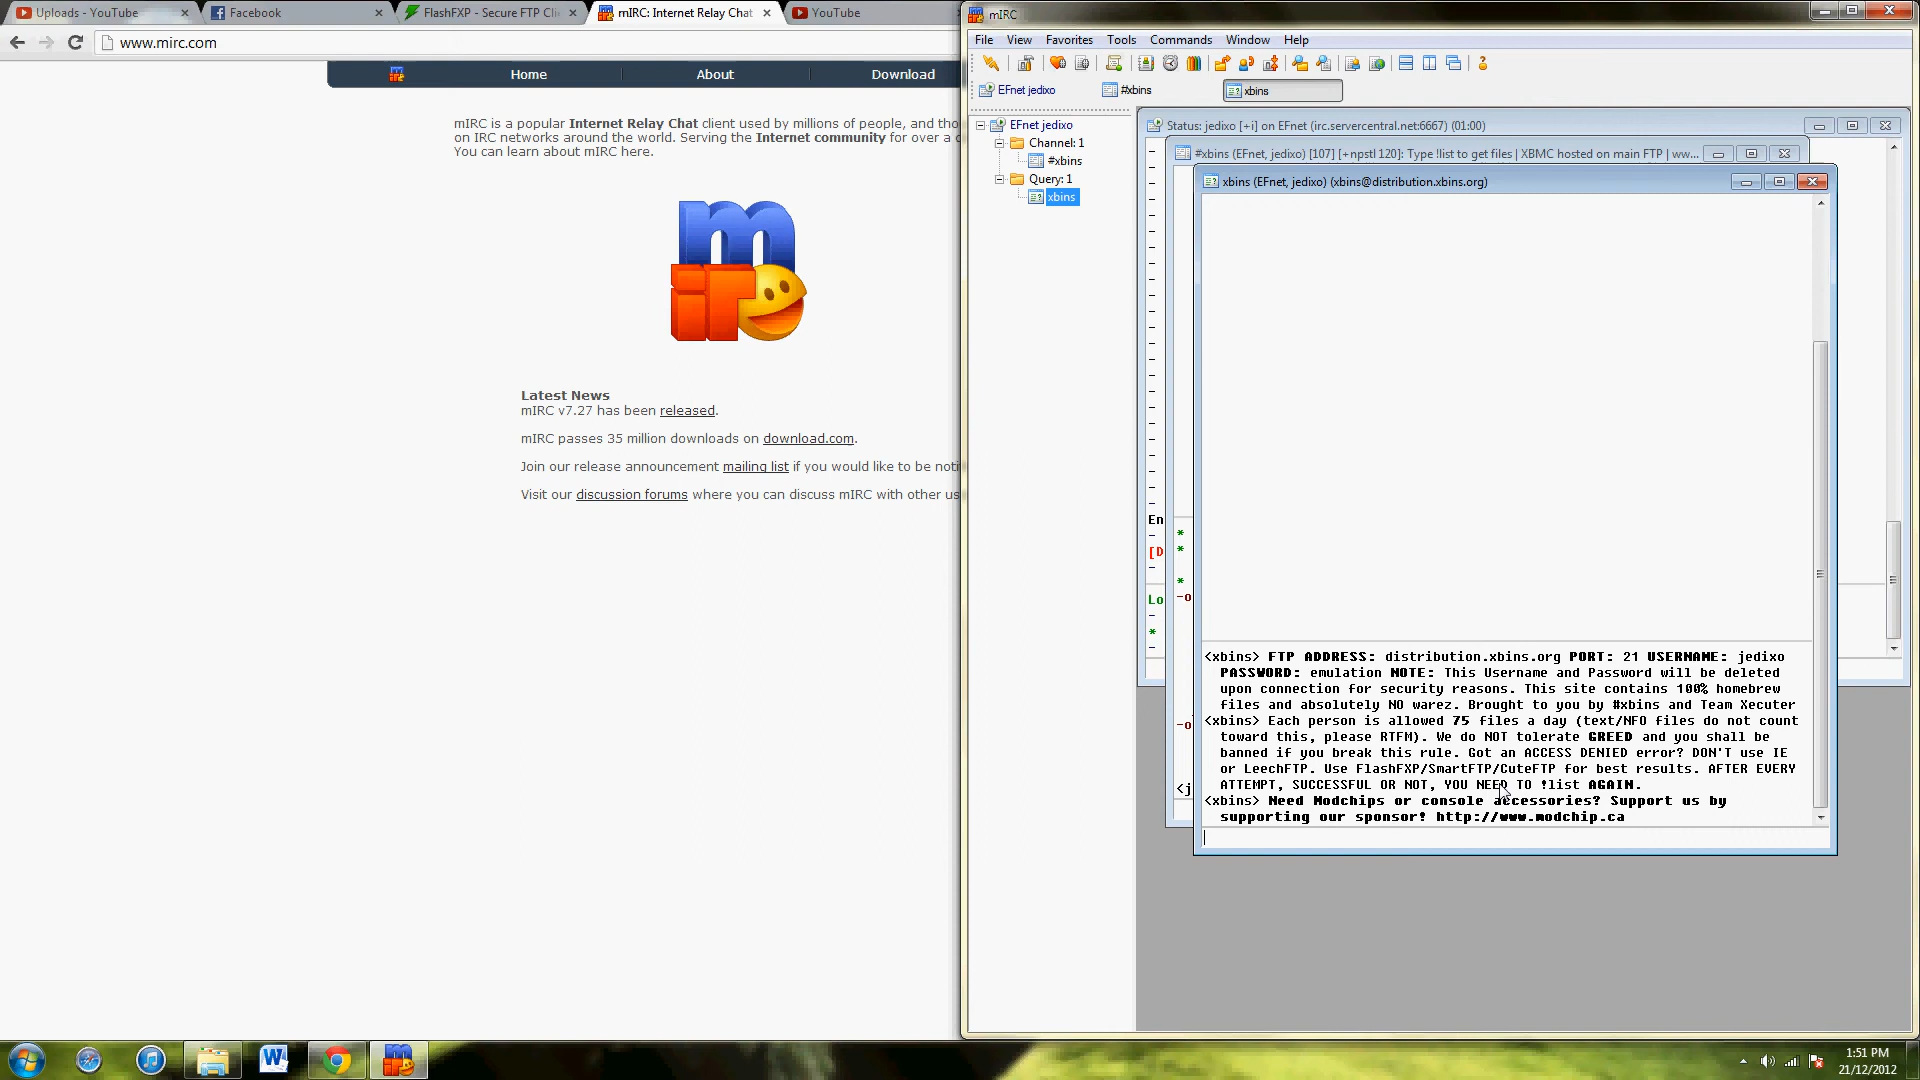 Uploads - YouTube
Facebook
FlashFXP - Secure FTP Cli
mIRC: Internet Relay Chat
YouTube
www.mirc.com
Home About Download
mIRC is a popular Internet Relay Chat client used by millions of people, and tho
on IRC networks around the world. Serving the Internet community for over a
You can learn about mIRC here.
mirc
Latest News
mIRC v7.27 has been released.
mIRC passes 35 million downloads on download.com.
Join our release announcement mailing list if you would like to be noti
Visit our discussion forums where you can discuss mIRC with other us
mIRC
File View Favorites Tools Commands Window Help
EFnet jedixo #xbins xbins
EFnet jedixo
Channel: 1
#xbins
Query: 1
xbins
Status: jedixo [+i] on EFnet (irc.servercentral.net:6667) (01:00)
#xbins (EFnet, jedixo) [107] [+npstl 120]: Type !list to get files | XBMC hosted on main FTP | ww...
xbins (EFnet, jedixo) (xbins@distribution.xbins.org)
En
[D
Lo
-o
-o
<j
<xbins> FTP ADDRESS: distribution.xbins.org PORT: 21 USERNAME: jedixo
PASSWORD: emulation NOTE: This Username and Password will be deleted
upon connection for security reasons. This site contains 100% homebrew
files and absolutely NO warez. Brought to you by #xbins and Team Xecuter
<xbins> Each person is allowed 75 files a day (text/NFO files do not count
toward this, please RTFM). We do NOT tolerate GREED and you shall be
banned if you break this rule. Got an ACCESS DENIED error? DON'T use IE
or LeechFTP. Use FlashFXP/SmartFTP/CuteFTP for best results. AFTER EVERY
ATTEMPT, SUCCESSFUL OR NOT, YOU NEED TO !list AGAIN.
<xbins> Need Modchips or console accessories? Support us by
supporting our sponsor! http://www.modchip.ca
1:51 PM
21/12/2012